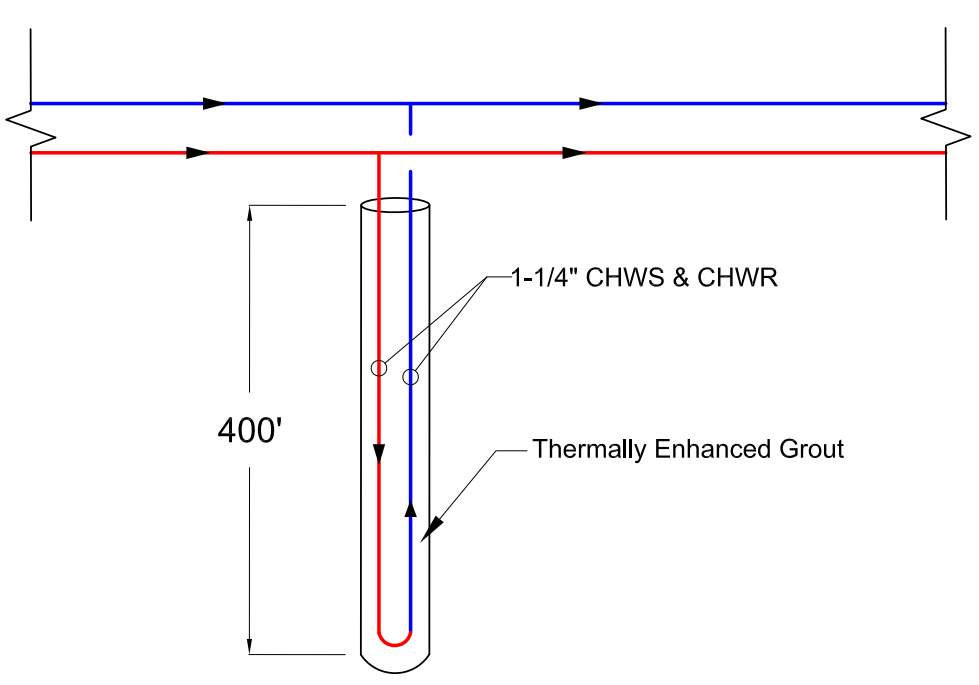 1-1/4" CHWS & CHWR
400'
Thermally Enhanced Grout